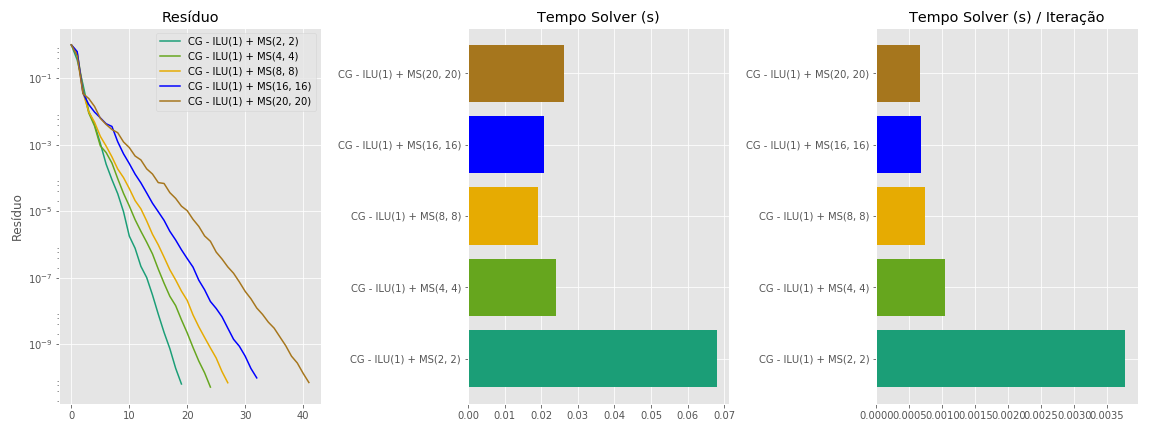 Resíduo
Resíduo
10⁻¹
10⁻³
10⁻⁵
10⁻⁷
10⁻⁹
0
10
20
30
40
CG - ILU(1) + MS(2, 2)
CG - ILU(1) + MS(4, 4)
CG - ILU(1) + MS(8, 8)
CG - ILU(1) + MS(16, 16)
CG - ILU(1) + MS(20, 20)
Tempo Solver (s)
CG - ILU(1) + MS(20, 20)
CG - ILU(1) + MS(16, 16)
CG - ILU(1) + MS(8, 8)
CG - ILU(1) + MS(4, 4)
CG - ILU(1) + MS(2, 2)
0.00 0.01 0.02 0.03 0.04 0.05 0.06 0.07
Tempo Solver (s) / Iteração
CG - ILU(1) + MS(20, 20)
CG - ILU(1) + MS(16, 16)
CG - ILU(1) + MS(8, 8)
CG - ILU(1) + MS(4, 4)
CG - ILU(1) + MS(2, 2)
0.0000 0.0005 0.0010 0.0015 0.0020 0.0025 0.0030 0.0035